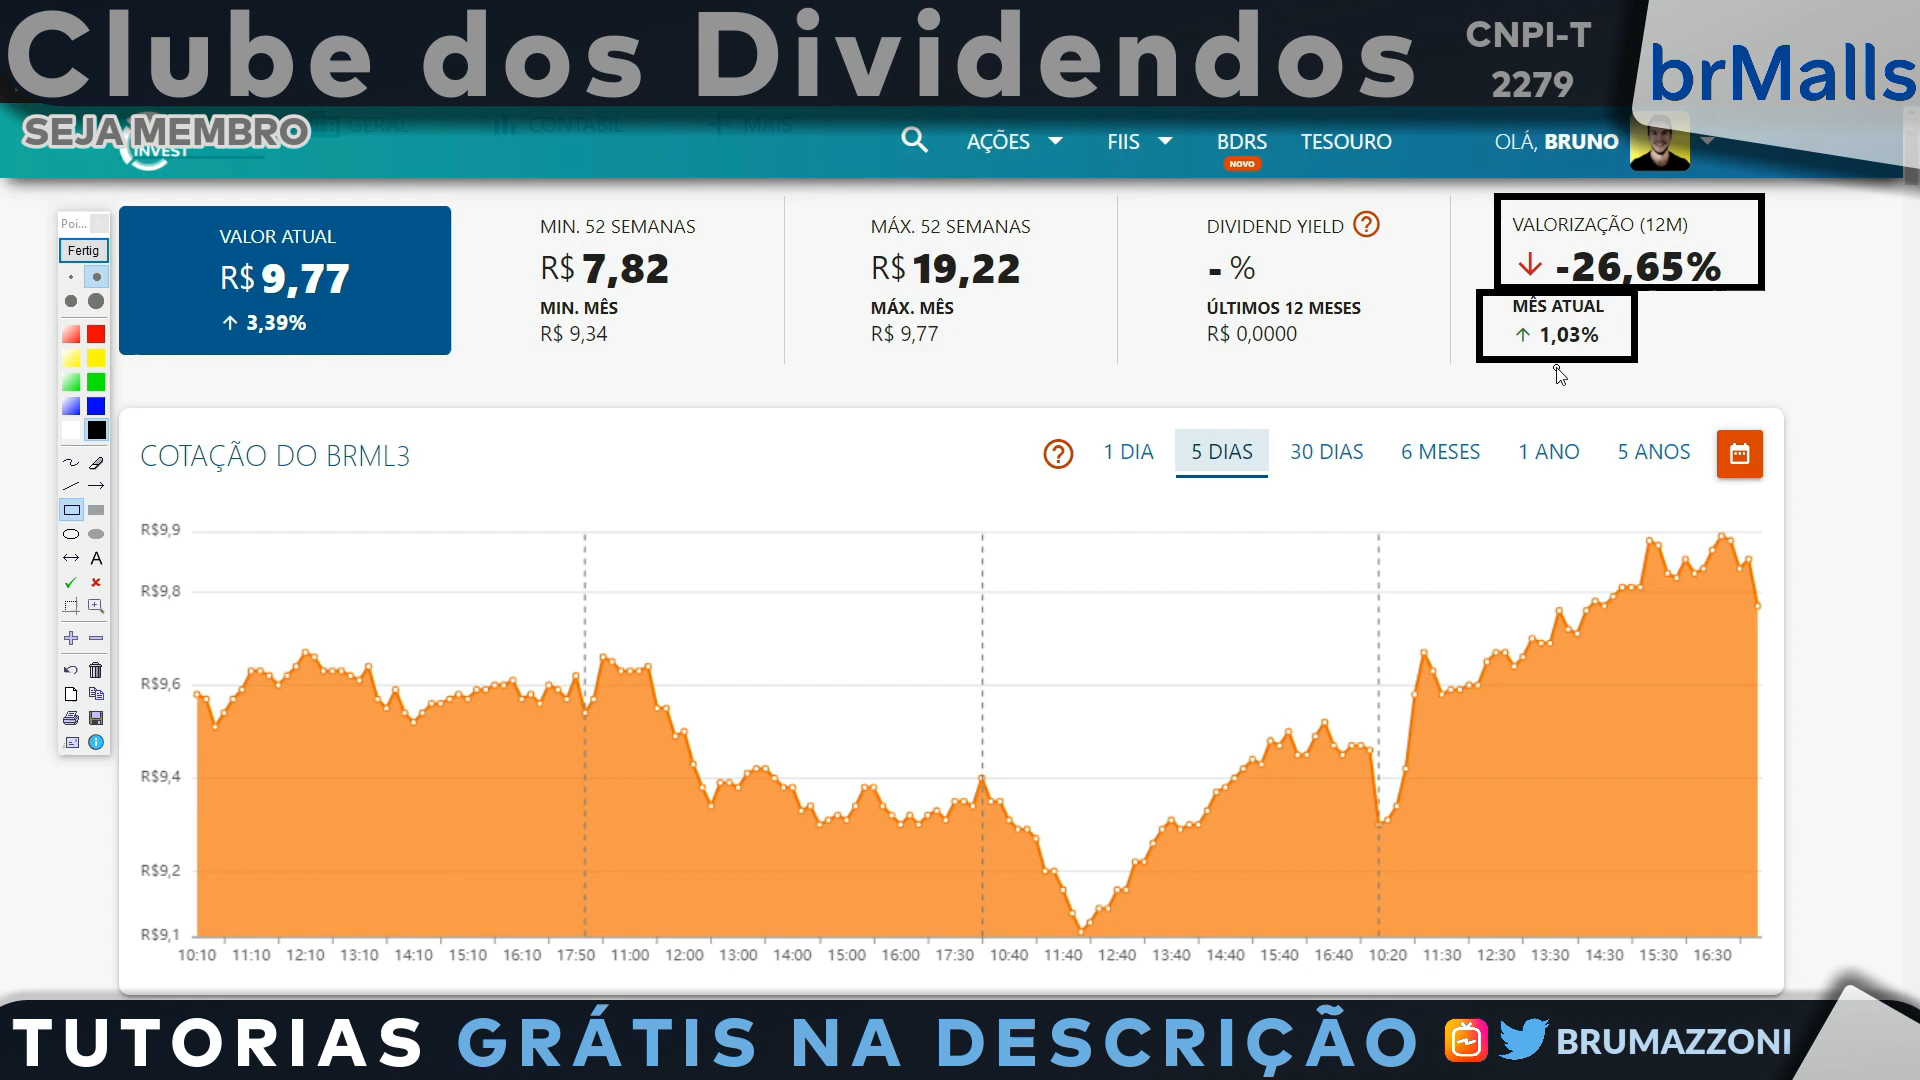 Clube dos Dividendos
CNPI-T
2279
brMalls
SEJA MEMBRO
GERAL
CONTÁBIL
MAIS
INVEST
AÇÕES
FIIS
BDRS
NOVO
TESOURO
OLÁ, BRUNO
Poi...
Fertig
A
VALOR ATUAL
R$ 9,77
↑ 3,39%
MIN. 52 SEMANAS
R$ 7,82
MIN. MÊS
R$ 9,34
MÁX. 52 SEMANAS
R$ 19,22
MÁX. MÊS
R$ 9,77
DIVIDEND YIELD ?
- %
ÚLTIMOS 12 MESES
R$ 0,0000
VALORIZAÇÃO (12M)
↓ -26,65%
MÊS ATUAL
↑ 1,03%
COTAÇÃO DO BRML3
? 1 DIA 5 DIAS 30 DIAS 6 MESES 1 ANO 5 ANOS
R$9,9
R$9,8
R$9,6
R$9,4
R$9,2
R$9,1
10:10 11:10 12:10 13:10 14:10 15:10 16:10 17:50 11:00 12:00 13:00 14:00 15:00 16:00 17:30 10:40 11:40 12:40 13:40 14:40 15:40 16:40 10:20 11:30 12:30 13:30 14:30 15:30 16:30
TUTORIAS GRÁTIS NA DESCRIÇÃO
BRUMAZZONI